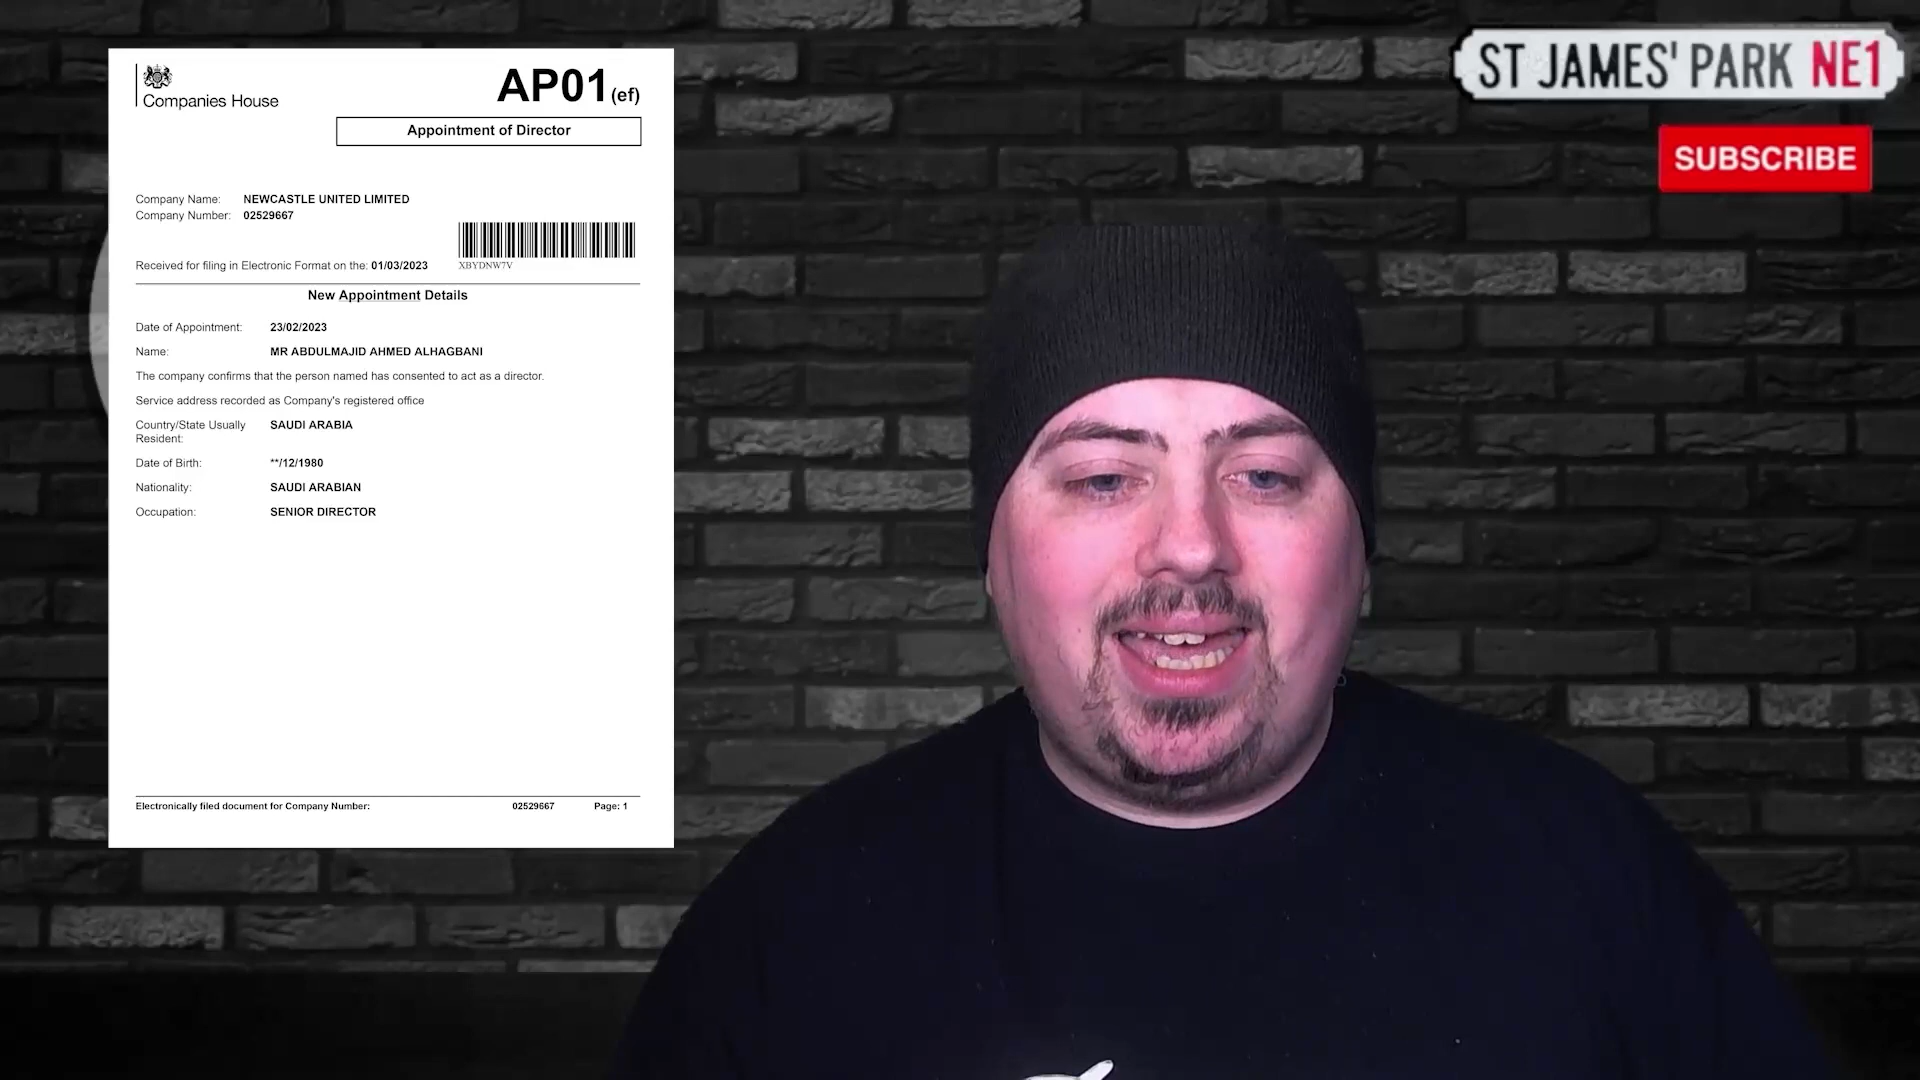 Companies House
AP01(ef)
Appointment of Director
Company Name: NEWCASTLE UNITED LIMITED
Company Number: 02529667
Received for filing in Electronic Format on the: 01/03/2023
XBYDNW7V
New Appointment Details
Date of Appointment: 23/02/2023
Name: MR ABDULMAJID AHMED ALHAGBANI
The company confirms that the person named has consented to act as a director.
Service address recorded as Company's registered office
Country/State Usually SAUDI ARABIA
Resident:
Date of Birth: **/12/1980
Nationality: SAUDI ARABIAN
Occupation: SENIOR DIRECTOR
Electronically filed document for Company Number: 02529667 Page: 1
ST JAMES' PARK NE1
SUBSCRIBE